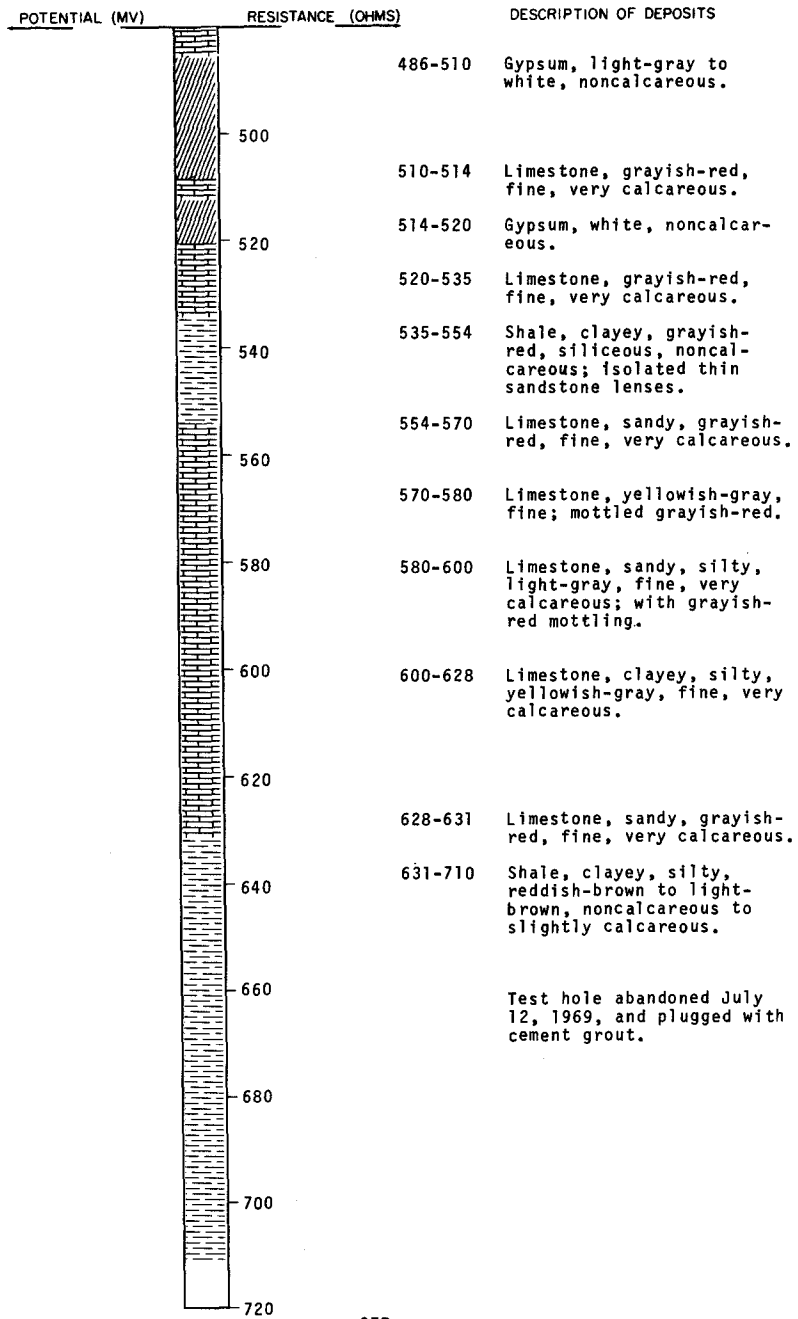 POTENTIAL (MV) RESISTANCE (OHMS) DESCRIPTION OF DEPOSITS
486-510 Gypsum, light-gray to
white, noncalcareous.
500
510-514 Limestone, grayish-red,
fine, very calcareous.
514-520 Gypsum, white, noncalcar-
eous.
520
520-535 Limestone, grayish-red,
fine, very calcareous.
535-554 Shale, clayey, grayish-
red, siliceous, noncal-
careous; isolated thin
sandstone lenses.
540
554-570 Limestone, sandy, grayish-
red, fine, very calcareous.
560
570-580 Limestone, yellowish-gray,
fine; mottled grayish-red.
580
580-600 Limestone, sandy, silty,
light-gray, fine, very
calcareous; with grayish-
red mottling.
600
600-628 Limestone, clayey, silty,
yellowish-gray, fine, very
calcareous.
620
628-631 Limestone, sandy, grayish-
red, fine, very calcareous.
631-710 Shale, clayey, silty,
reddish-brown to light-
brown, noncalcareous to
slightly calcareous.
640
660
Test hole abandoned July
12, 1969, and plugged with
cement grout.
680
700
720